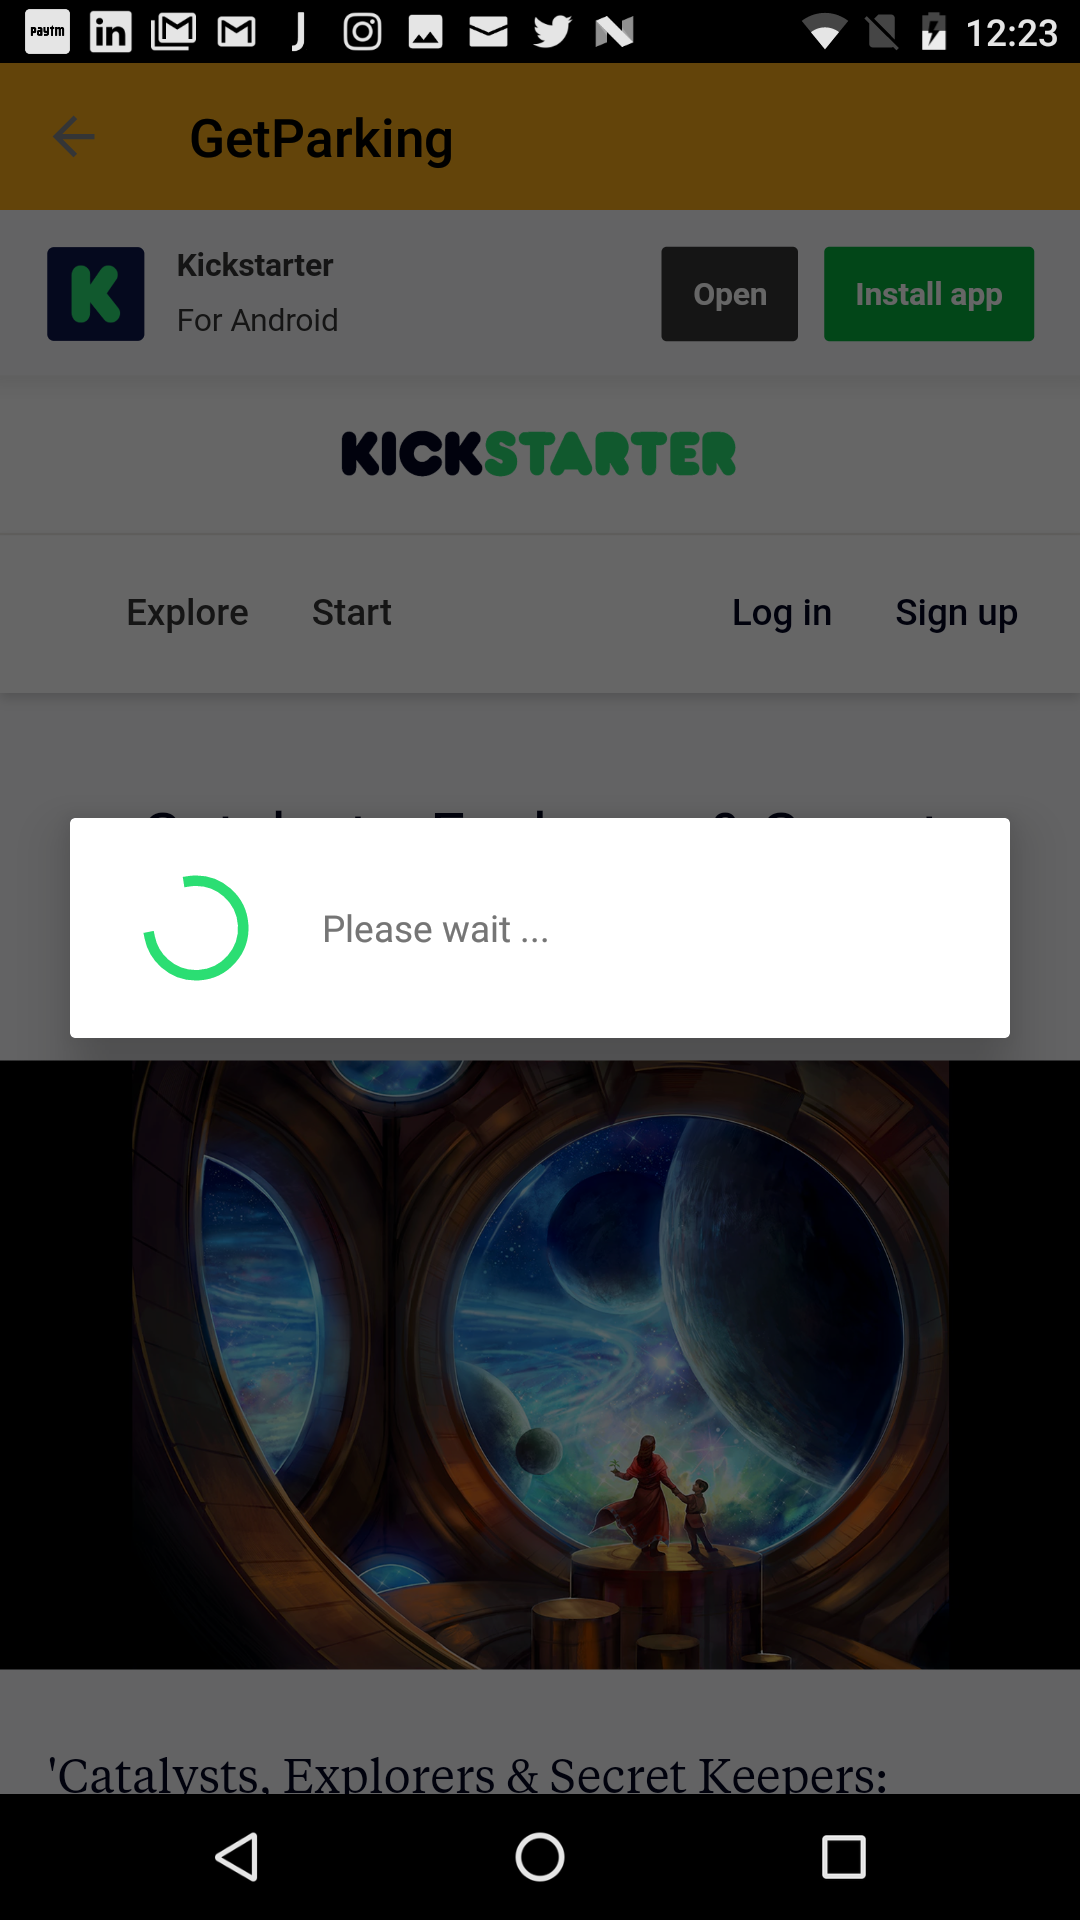 paytm 12:23
GetParking
Kickstarter
For Android
Open
Install app
KICKSTARTER
Explore Start Log in Sign up
Please wait ...
'Catalysts, Explorers & Secret Keepers: